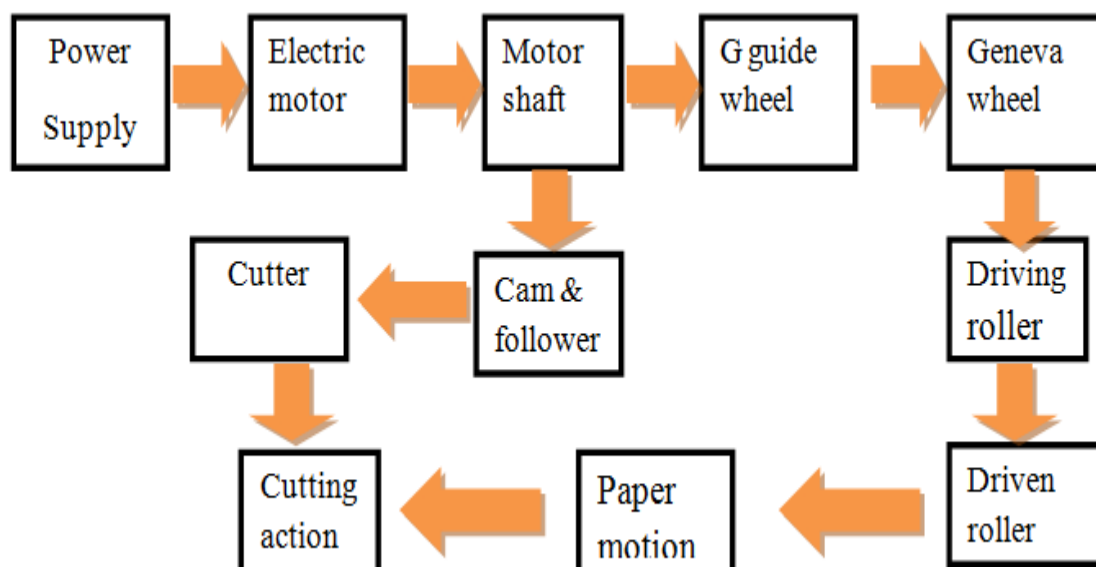 Power
Supply
Electric
motor
Motor
shaft
G guide
wheel
Geneva
wheel
Cutter
Cam &
follower
Driving
roller
Cutting
action
Paper
motion
Driven
roller